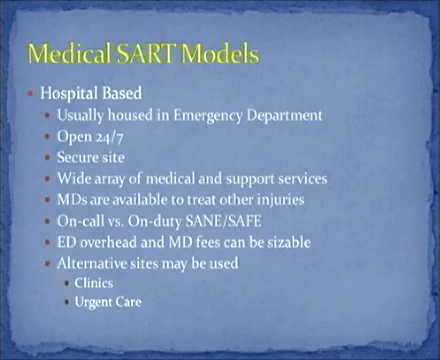 Medical SART Models
Hospital Based
Usually housed in Emergency Department
Open 24/7
Secure site
Wide array of medical and support services
MDs are available to treat other injuries
On-call vs. On-duty SANE/SAFE
ED overhead and MD fees can be sizable
Alternative sites may be used
Clinics
Urgent Care